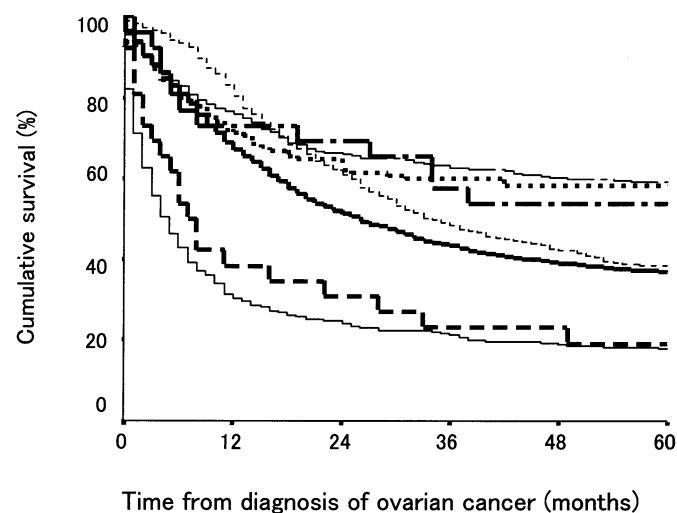 100
80
60
40
20
0
Cumulative survival (%)
0 12 24 36 48 60
Time from diagnosis of ovarian cancer (months)